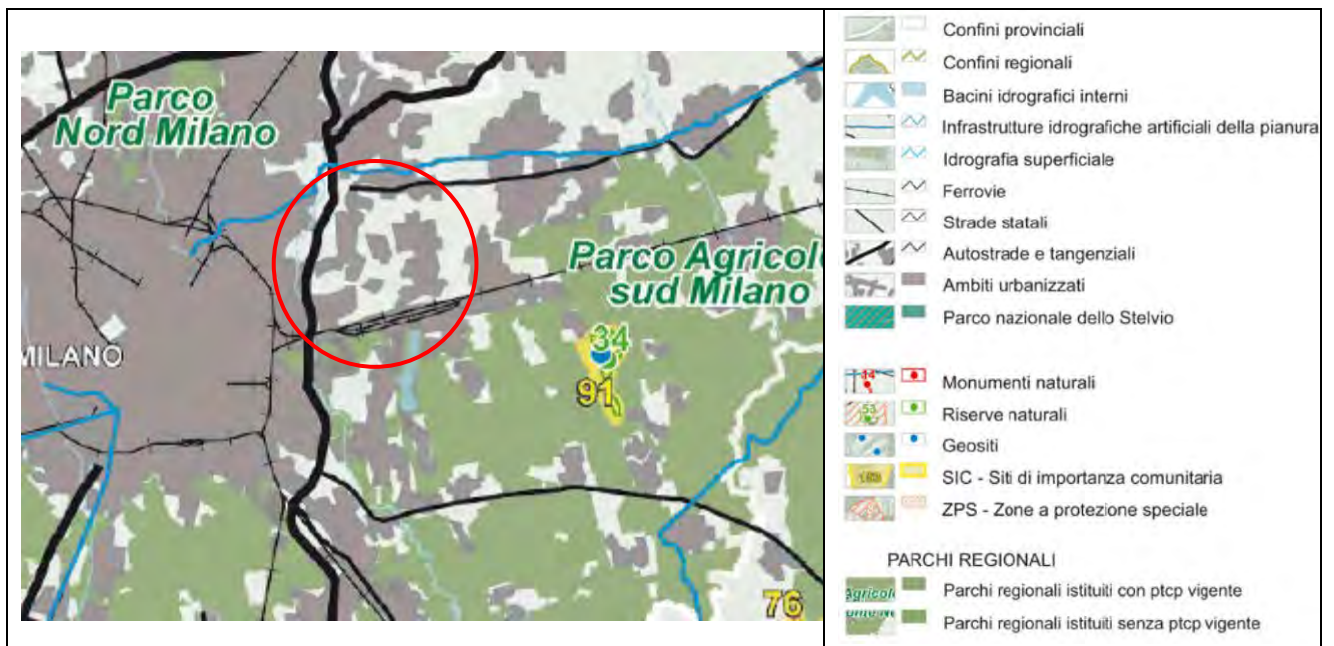 Parco
Nord Milano
Parco Agricol
sud Milano
34
91
MILANO
76
Confini provinciali
Confini regionali
Bacini idrografici interni
Infrastrutture idrografiche artificiali della pianura
Idrografia superficiale
Ferrovie
Strade statali
Autostrade e tangenziali
Ambiti urbanizzati
Parco nazionale dello Stelvio
14
Monumenti naturali
53
Riserve naturali
Geositi
SIC - Siti di importanza comunitaria
ZPS - Zone a protezione speciale
PARCHI REGIONALI
Agricol
Parchi regionali istituiti con ptcp vigente
Parchi regionali istituiti senza ptcp vigente